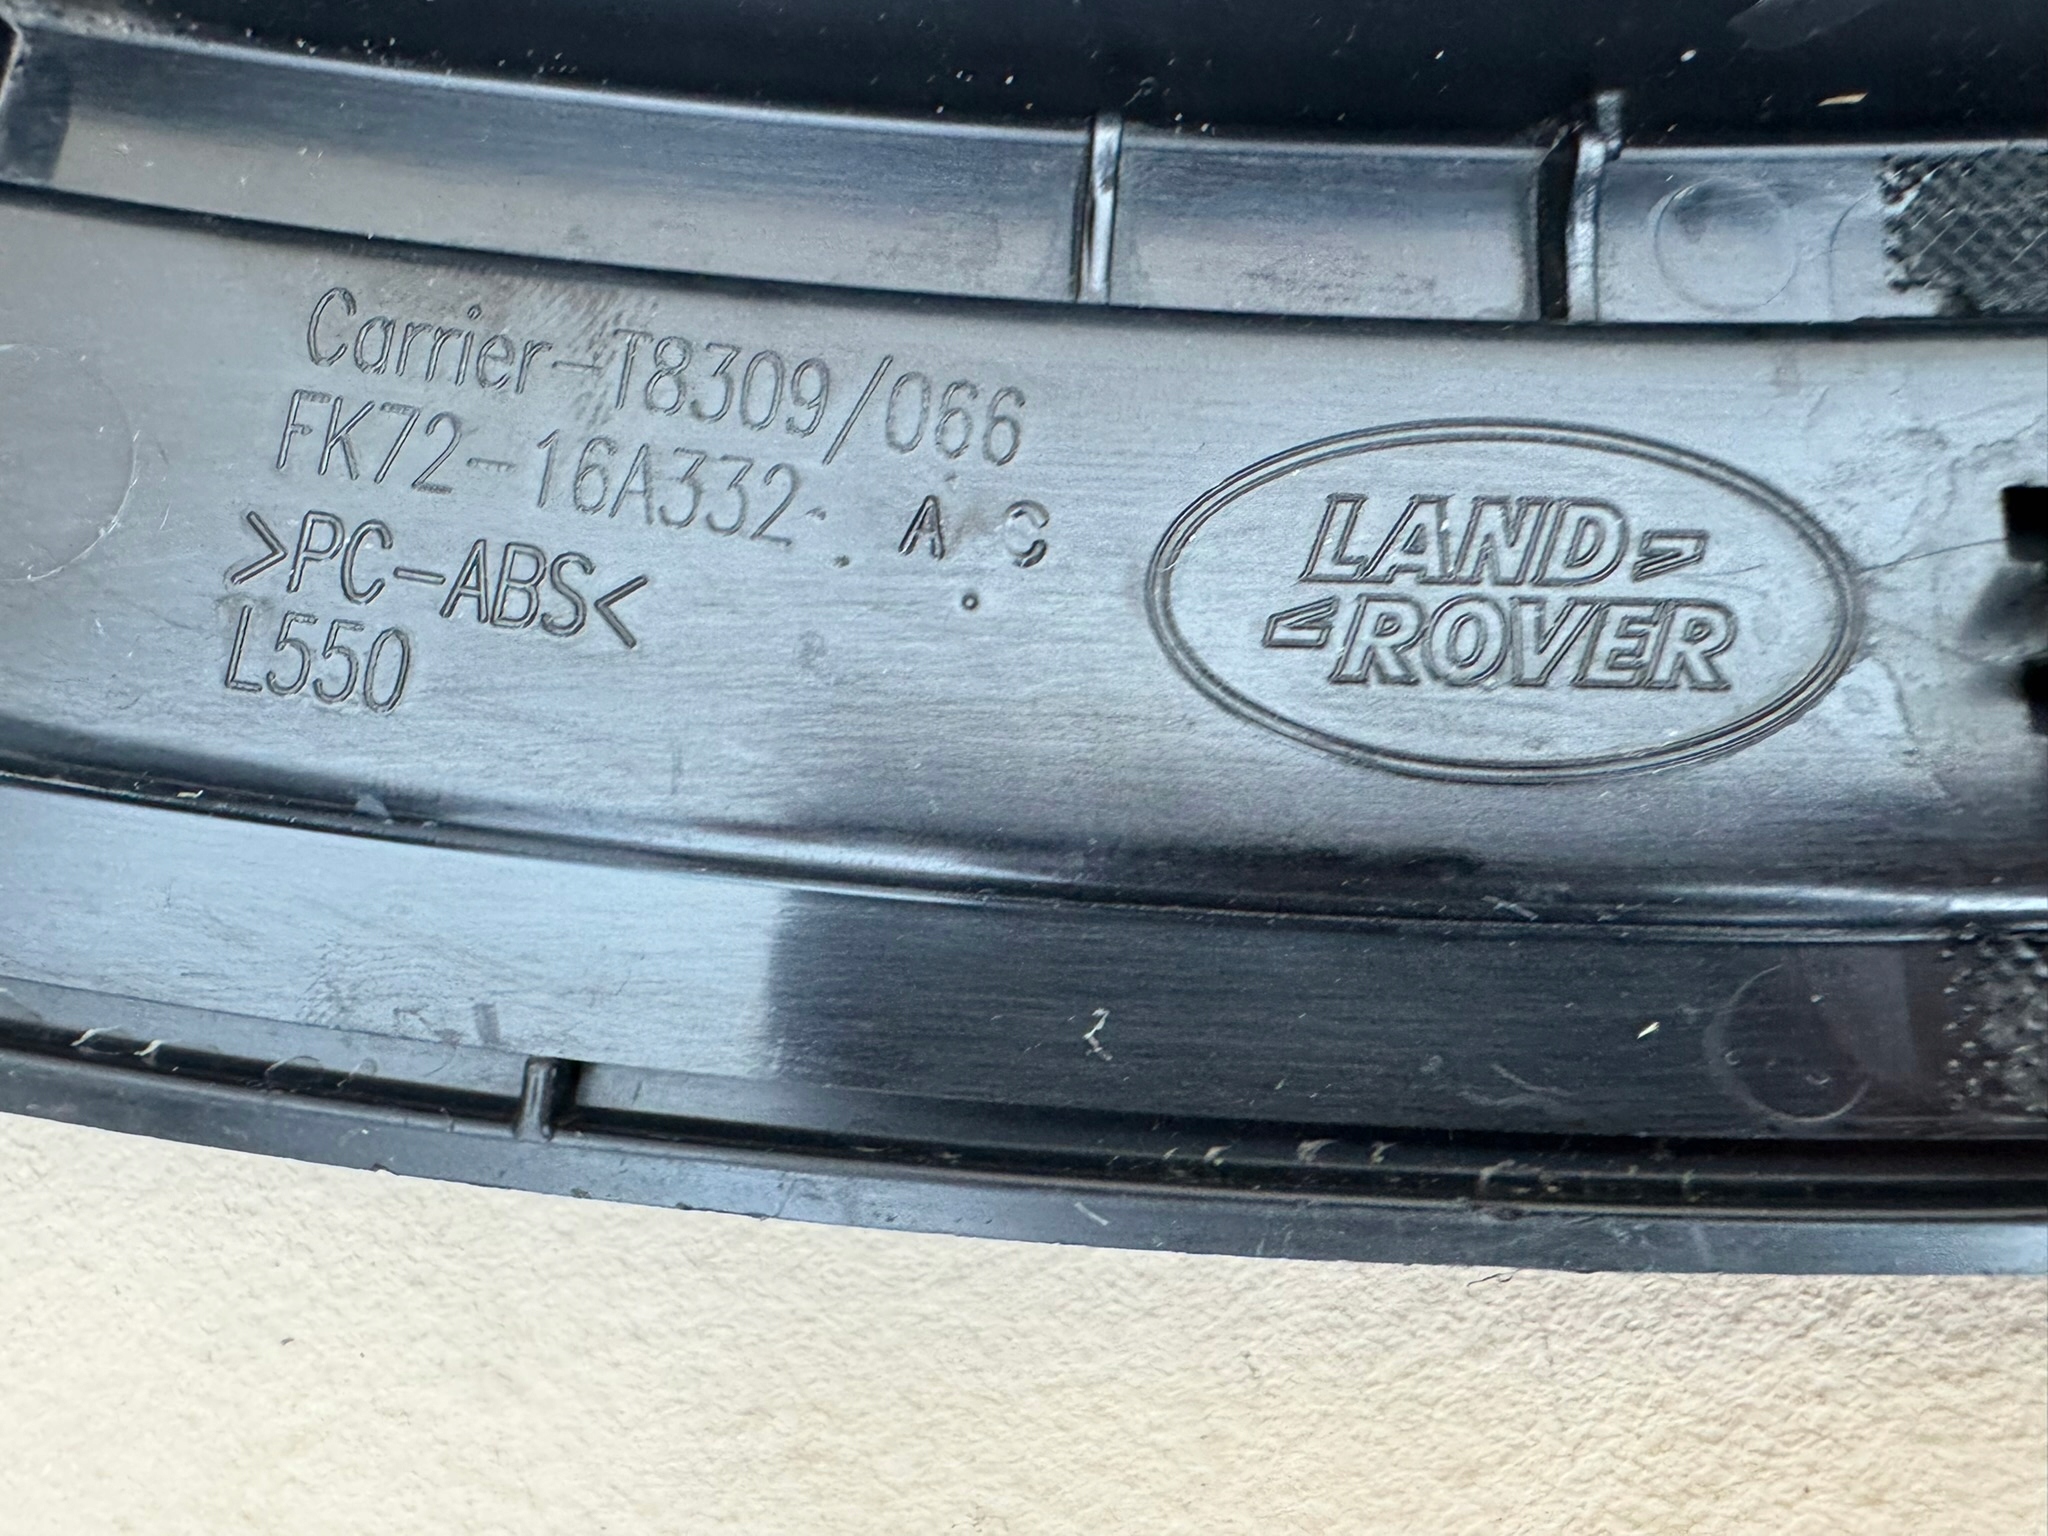 Carrier-T8309/066
FK72-16A332- A C
>PC-ABS<
L550
LAND
ROVER